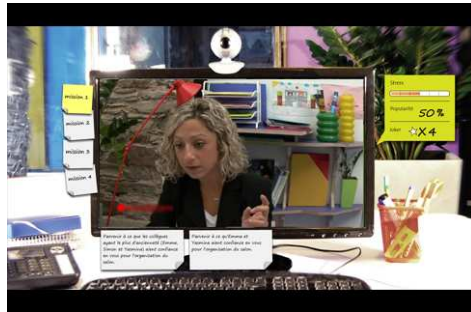 mission 1
mission 2
mission 3
mission 4
Stress
Popularité
50%
Joker
X4
Parvenir à ce que les collègues
ayant le plus d'ancienneté (Emma,
Simon et Yasmine) aient confiance
en vous pour l'organisation du
salon.
Parvenir à ce qu'Emma et
Yasmine aient confiance en vous
pour l'organisation du salon.